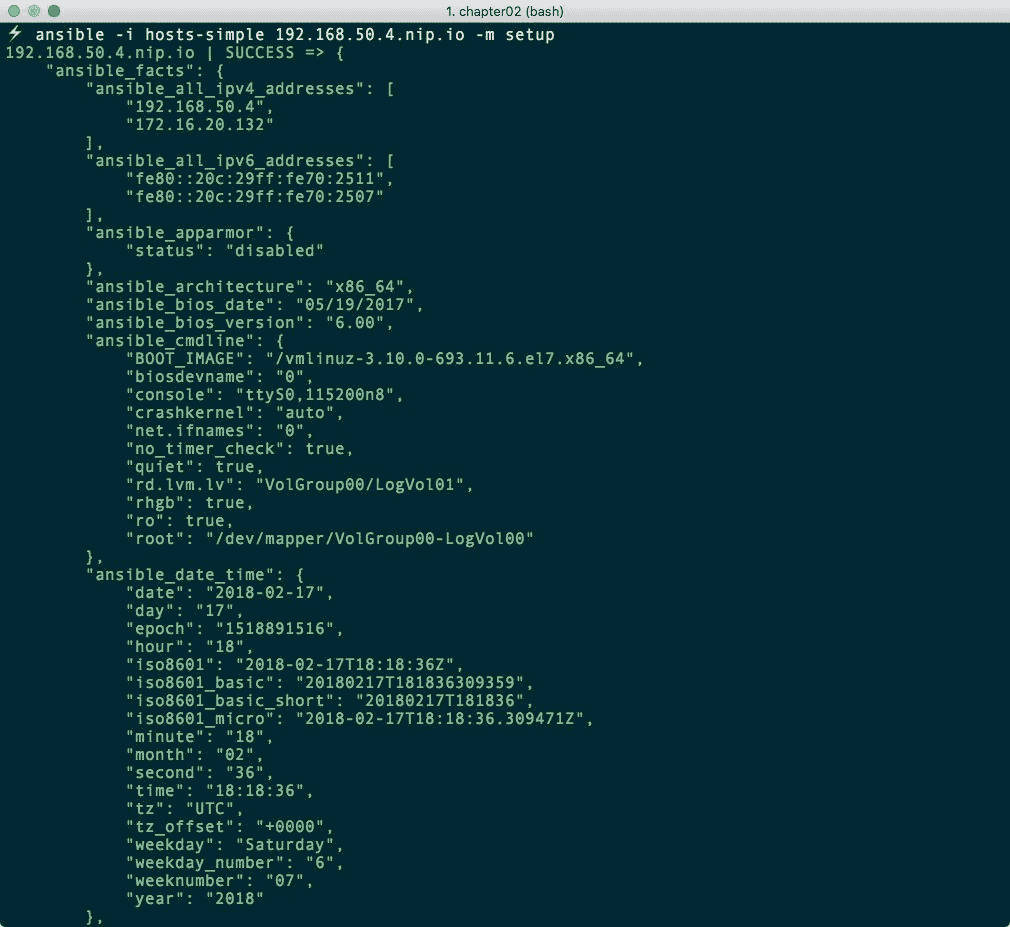 1. chapter02 (bash)
⚡ ansible -i hosts-simple 192.168.50.4.nip.io -m setup
192.168.50.4.nip.io | SUCCESS => {
    "ansible_facts": {
        "ansible_all_ipv4_addresses": [
            "192.168.50.4",
            "172.16.20.132"
        ],
        "ansible_all_ipv6_addresses": [
            "fe80::20c:29ff:fe70:2511",
            "fe80::20c:29ff:fe70:2507"
        ],
        "ansible_apparmor": {
            "status": "disabled"
        },
        "ansible_architecture": "x86_64",
        "ansible_bios_date": "05/19/2017",
        "ansible_bios_version": "6.00",
        "ansible_cmdline": {
            "BOOT_IMAGE": "/vmlinuz-3.10.0-693.11.6.el7.x86_64",
            "biosdevname": "0",
            "console": "ttyS0,115200n8",
            "crashkernel": "auto",
            "net.ifnames": "0",
            "no_timer_check": true,
            "quiet": true,
            "rd.lvm.lv": "VolGroup00/LogVol01",
            "rhgb": true,
            "ro": true,
            "root": "/dev/mapper/VolGroup00-LogVol00"
        },
        "ansible_date_time": {
            "date": "2018-02-17",
            "day": "17",
            "epoch": "1518891516",
            "hour": "18",
            "iso8601": "2018-02-17T18:18:36Z",
            "iso8601_basic": "20180217T181836309359",
            "iso8601_basic_short": "20180217T181836",
            "iso8601_micro": "2018-02-17T18:18:36.309471Z",
            "minute": "18",
            "month": "02",
            "second": "36",
            "time": "18:18:36",
            "tz": "UTC",
            "tz_offset": "+0000",
            "weekday": "Saturday",
            "weekday_number": "6",
            "weeknumber": "07",
            "year": "2018"
        },